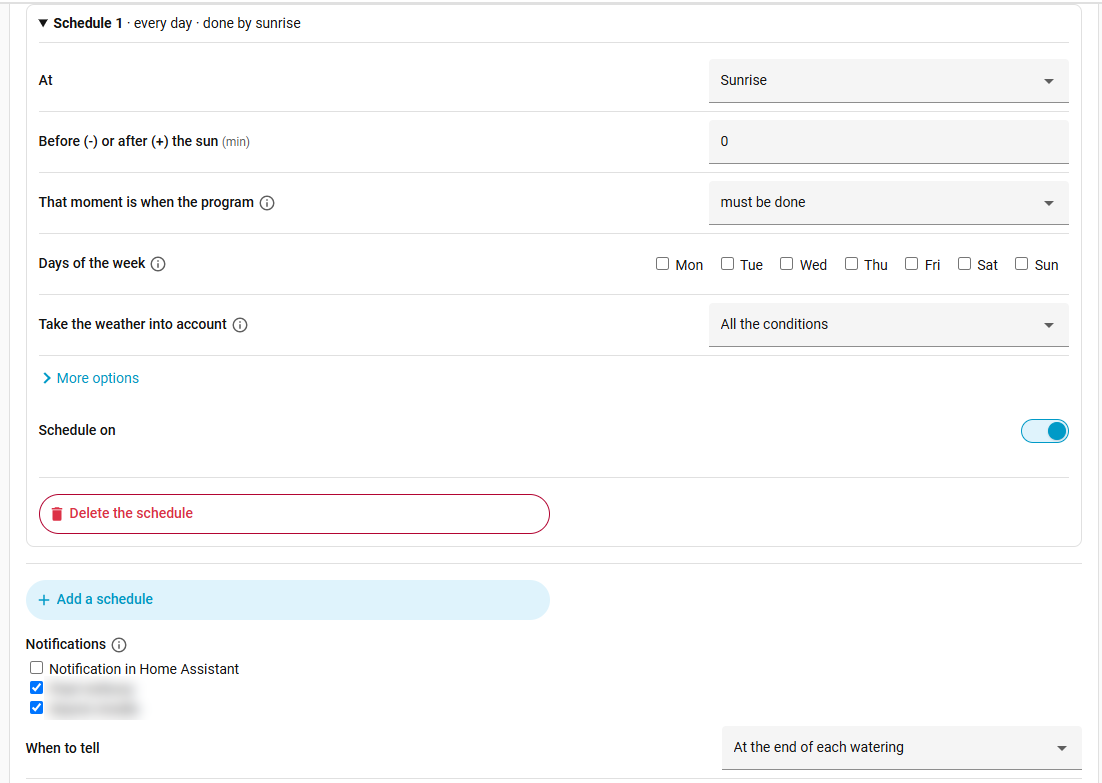 Schedule 1 · every day · done by sunrise
At
Sunrise
Before (-) or after (+) the sun (min)
0
That moment is when the program
must be done
Days of the week
Mon Tue Wed Thu Fri Sat Sun
Take the weather into account
All the conditions
More options
Schedule on
Delete the schedule
+ Add a schedule
Notifications
Notification in Home Assistant
When to tell
At the end of each watering